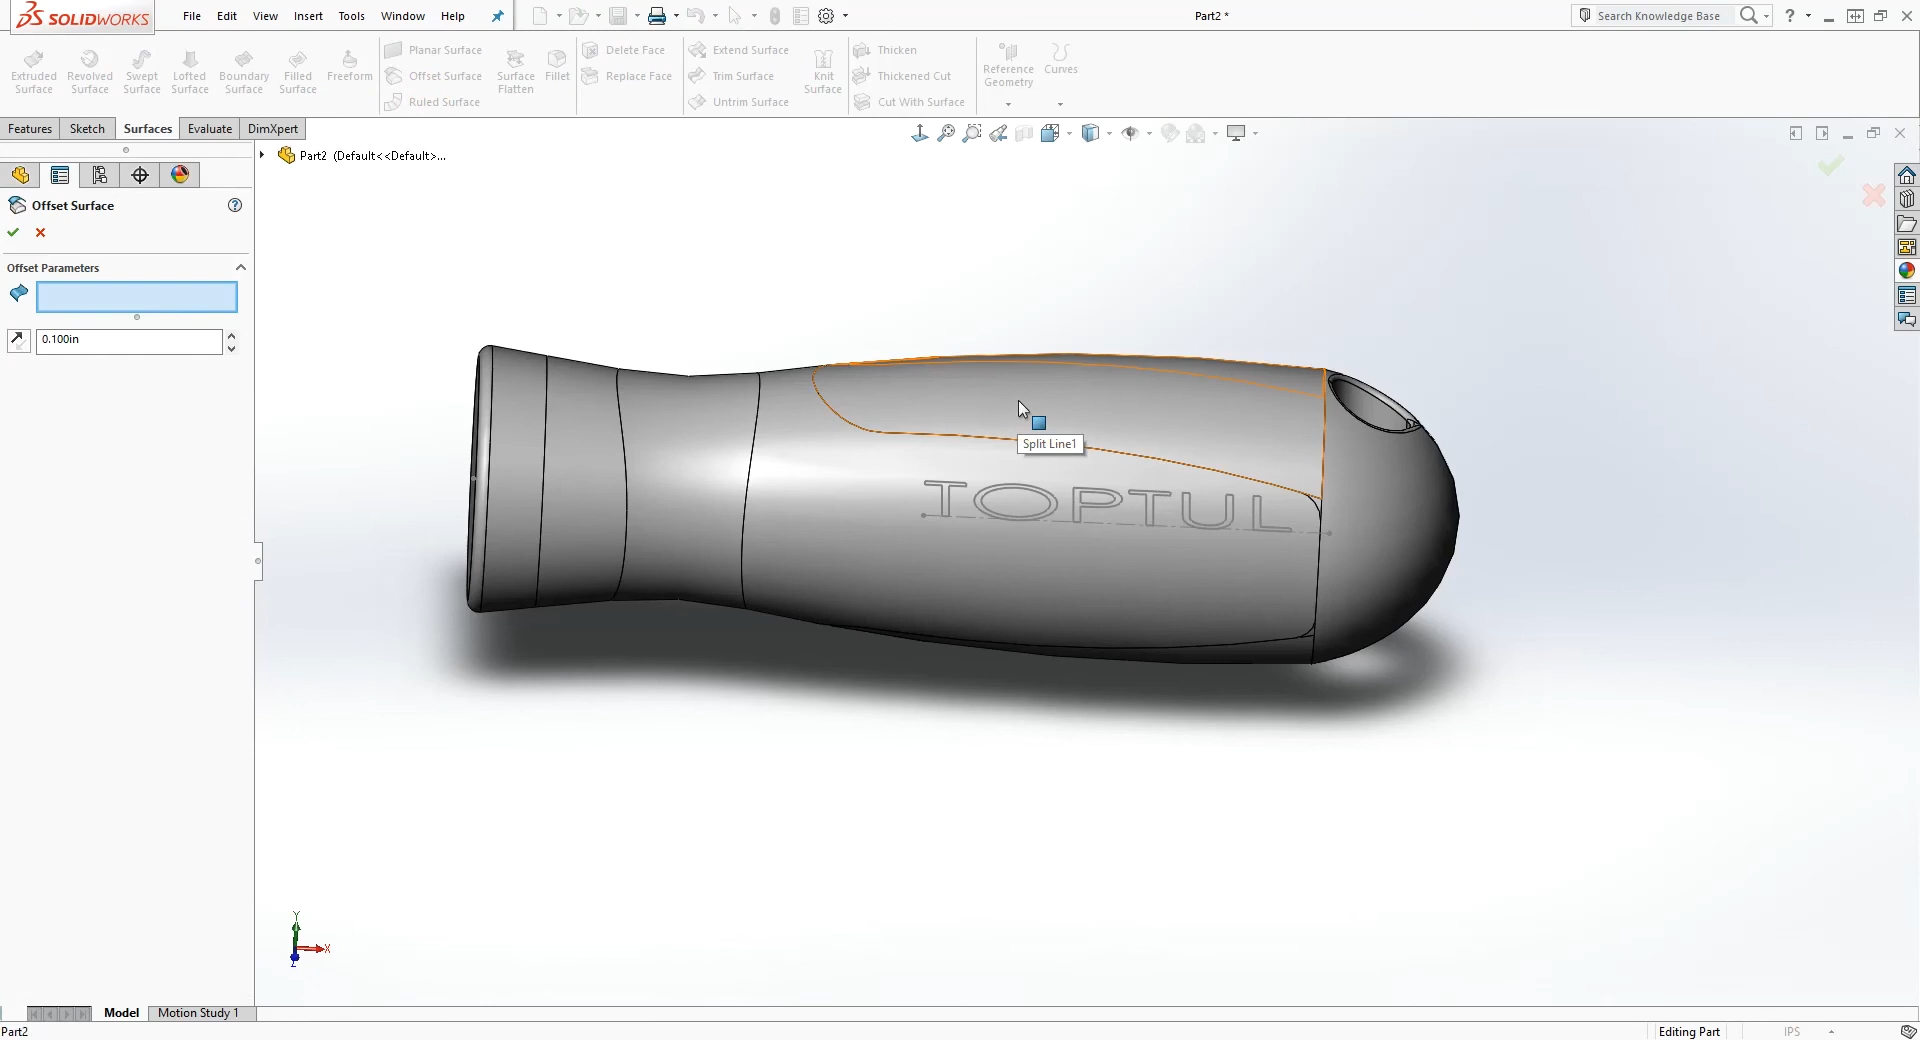 SOLIDWORKS File Edit View Insert Tools Window Help Part2 * Search Knowledge Base ?
Extruded Surface Revolved Surface Swept Surface Lofted Surface Boundary Surface Filled Surface Freeform
Planar Surface
Offset Surface
Ruled Surface
Surface Flatten Fillet
Delete Face
Replace Face
Extend Surface
Trim Surface
Untrim Surface
Knit Surface
Thicken
Thickened Cut
Cut With Surface
Reference Geometry Curves
Features Sketch Surfaces Evaluate DimXpert
Part2 (Default<<Default>...
Offset Surface ?
Offset Parameters
0.100in
Split Line1
TOPTUL
Y
X
Z
Model Motion Study 1
Part2 Editing Part IPS